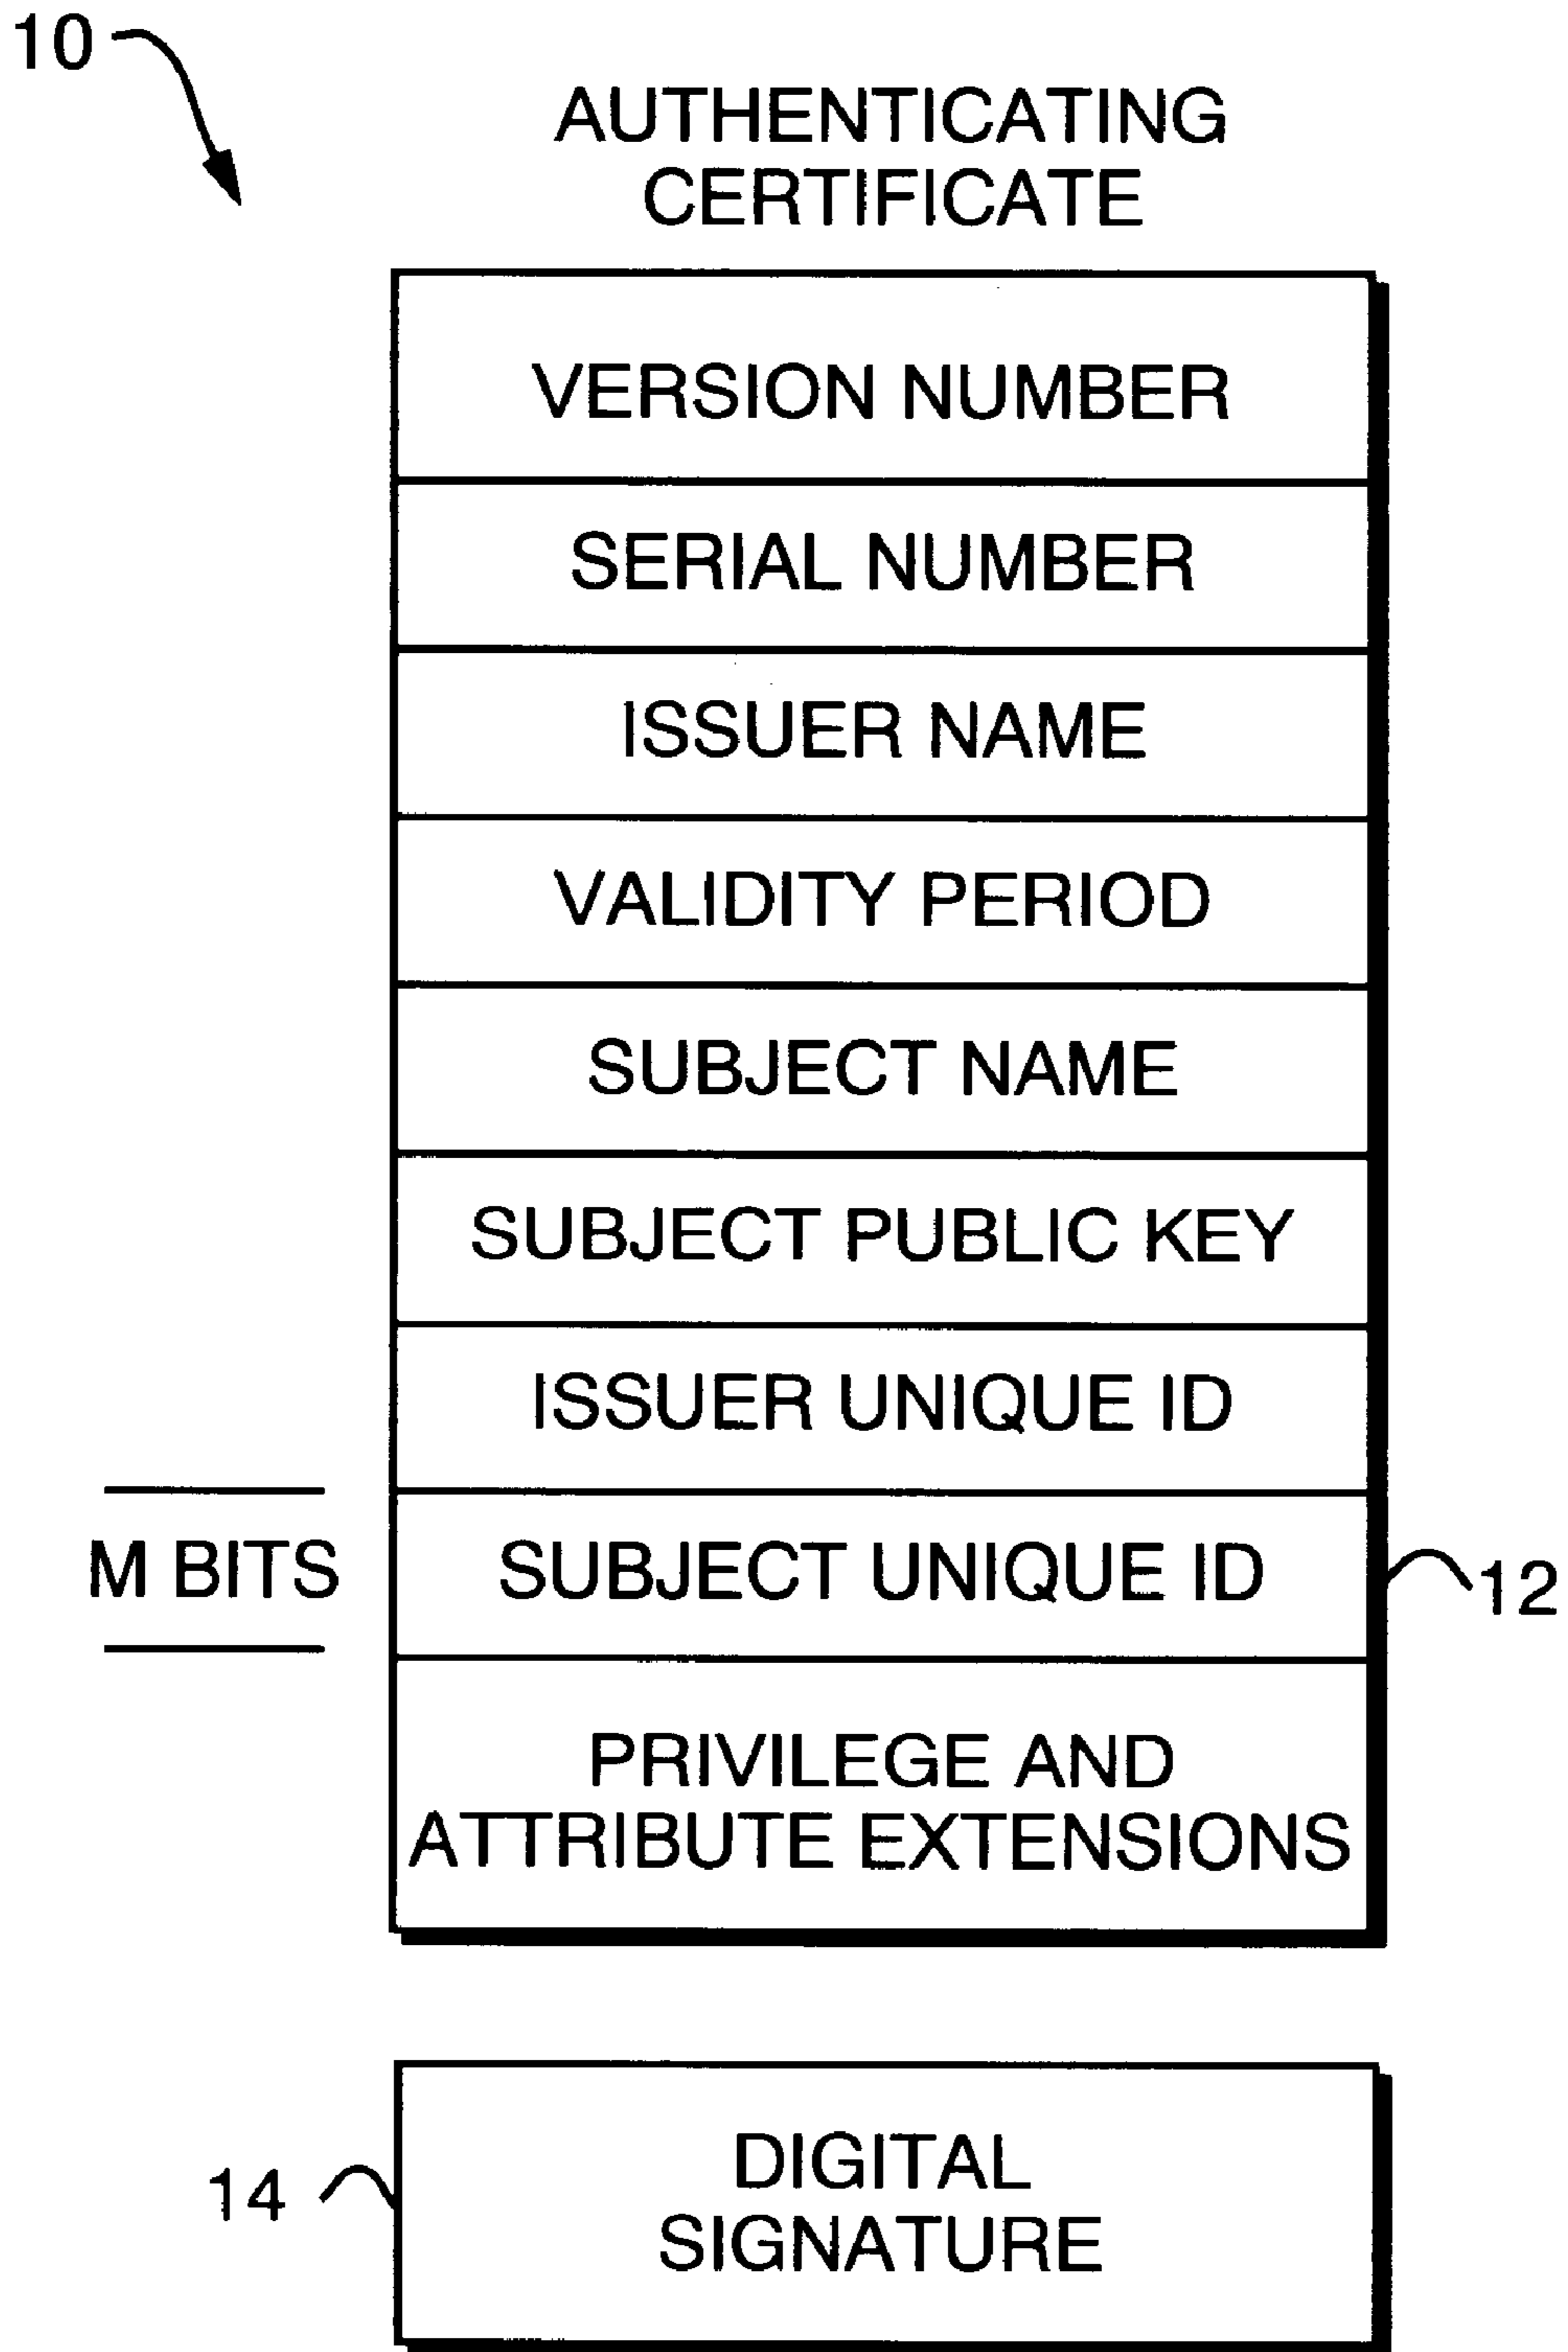 10
AUTHENTICATING
CERTIFICATE
VERSION NUMBER
SERIAL NUMBER
ISSUER NAME
VALIDITY PERIOD
SUBJECT NAME
SUBJECT PUBLIC KEY
ISSUER UNIQUE ID
M BITS
SUBJECT UNIQUE ID
12
PRIVILEGE AND
ATTRIBUTE EXTENSIONS
14
DIGITAL
SIGNATURE